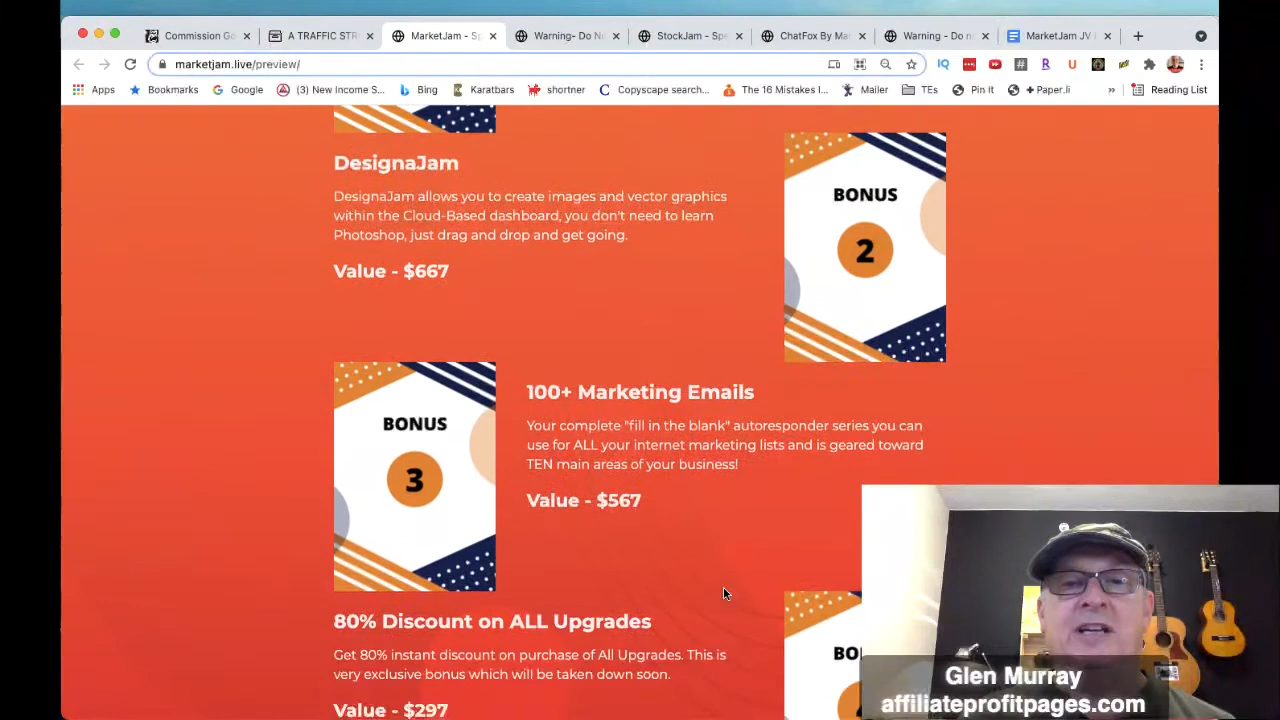 Commission Go
A TRAFFIC STR
MarketJam - Sp
Warning- Do N
StockJam - Spe
ChatFox By Ma
Warning - Do n
MarketJam JV
marketjam.live/preview/
Apps
Bookmarks
Google
(3) New Income S...
Bing
Karatbars
shortner
Copyscape search...
The 16 Mistakes I...
Mailer
TEs
Pin It
+ Paper.li
»
Reading List
DesignaJam
DesignaJam allows you to create images and vector graphics
within the Cloud-Based dashboard, you don't need to learn
Photoshop, just drag and drop and get going.
Value - $667
BONUS
2
BONUS
3
100+ Marketing Emails
Your complete "fill in the blank" autoresponder series you can
use for ALL your internet marketing lists and is geared toward
TEN main areas of your business!
Value - $567
80% Discount on ALL Upgrades
Get 80% instant discount on purchase of All Upgrades. This is
very exclusive bonus which will be taken down soon.
Value - $297
BO
Glen Murray
affiliateprofitpages.com